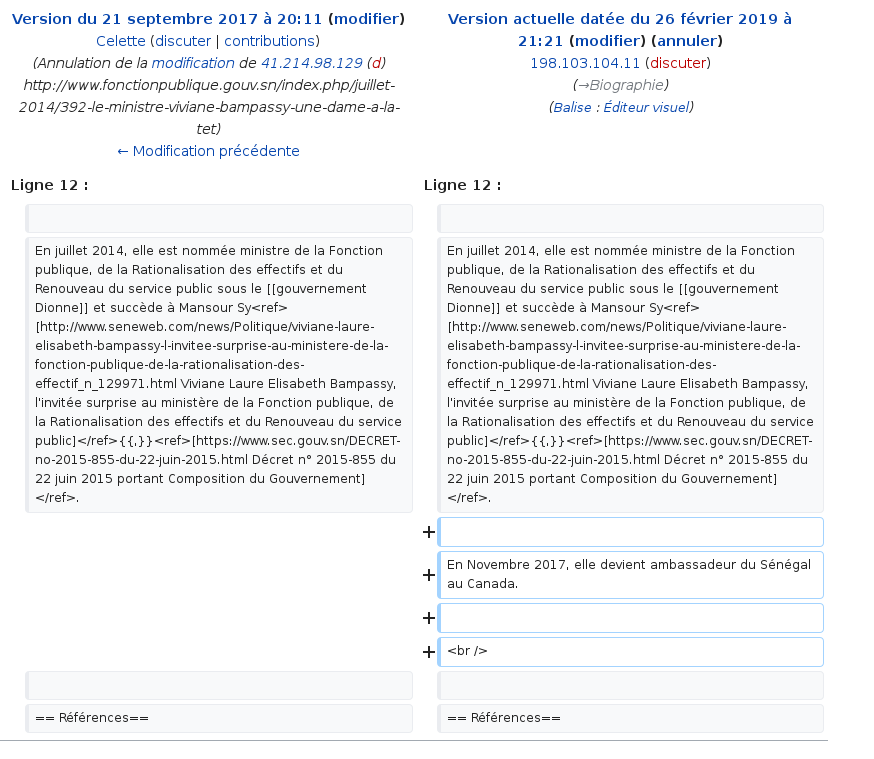 Version du 21 septembre 2017 à 20:11 (modifier)
Celette (discuter | contributions)
(Annulation de la modification de 41.214.98.129 (d)
http://www.fonctionpublique.gouv.sn/index.php/juillet-
2014/392-le-ministre-viviane-bampassy-une-dame-a-la-
tet)
← Modification précédente
Version actuelle datée du 26 février 2019 à
21:21 (modifier) (annuler)
198.103.104.11 (discuter)
(→Biographie)
(Balise : Éditeur visuel)
Ligne 12 :
Ligne 12 :
En juillet 2014, elle est nommée ministre de la Fonction
publique, de la Rationalisation des effectifs et du
Renouveau du service public sous le [[gouvernement
Dionne]] et succède à Mansour Sy<ref>
[http://www.seneweb.com/news/Politique/viviane-laure-
elisabeth-bampassy-l-invitee-surprise-au-ministere-de-la-
fonction-publique-de-la-rationalisation-des-
effectif_n_129971.html Viviane Laure Elisabeth Bampassy,
l'invitée surprise au ministère de la Fonction publique, de
la Rationalisation des effectifs et du Renouveau du service
public]</ref>{{,}}<ref>[https://www.sec.gouv.sn/DECRET-
no-2015-855-du-22-juin-2015.html Décret n° 2015-855 du
22 juin 2015 portant Composition du Gouvernement]
</ref>.
En juillet 2014, elle est nommée ministre de la Fonction
publique, de la Rationalisation des effectifs et du
Renouveau du service public sous le [[gouvernement
Dionne]] et succède à Mansour Sy<ref>
[http://www.seneweb.com/news/Politique/viviane-laure-
elisabeth-bampassy-l-invitee-surprise-au-ministere-de-la-
fonction-publique-de-la-rationalisation-des-
effectif_n_129971.html Viviane Laure Elisabeth Bampassy,
l'invitée surprise au ministère de la Fonction publique, de
la Rationalisation des effectifs et du Renouveau du service
public]</ref>{{,}}<ref>[https://www.sec.gouv.sn/DECRET-
no-2015-855-du-22-juin-2015.html Décret n° 2015-855 du
22 juin 2015 portant Composition du Gouvernement]
</ref>.
+
+ En Novembre 2017, elle devient ambassadeur du Sénégal
au Canada.
+
+ <br />
== Références==
== Références==